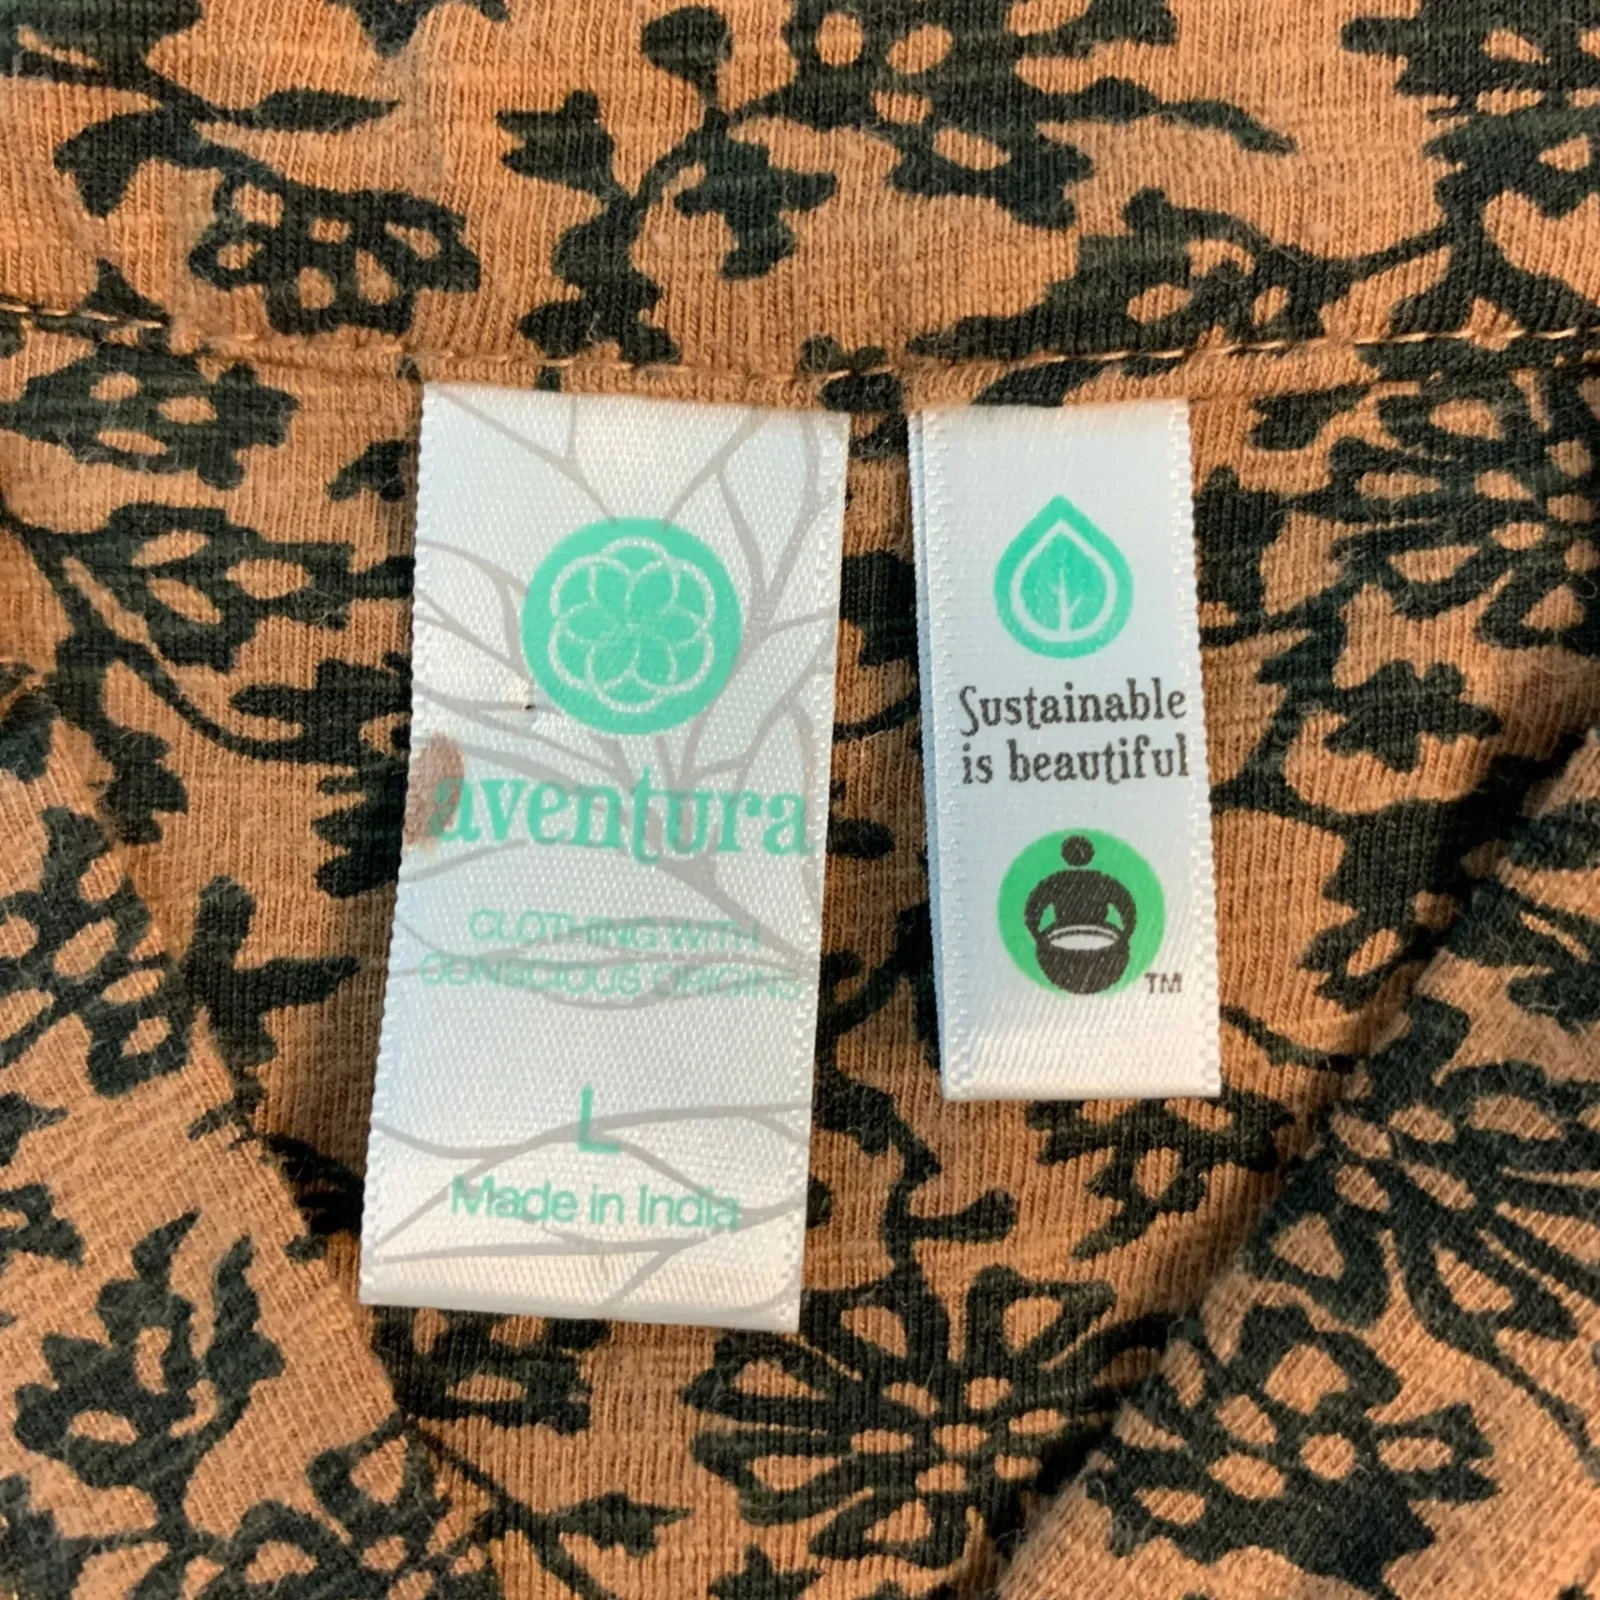 aventura
CLOTHING WITH
CONSCIOUS ORIGINS
L
Made in India
Sustainable
is beautiful
TM